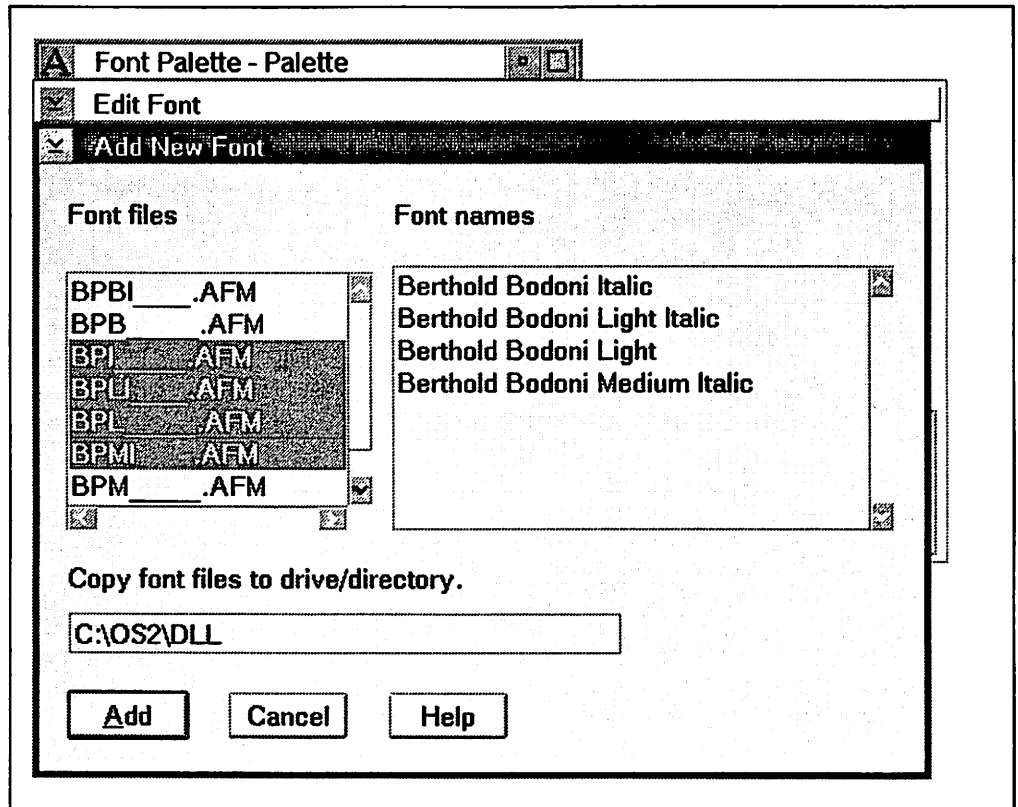 Font Palette - Palette
Edit Font
Add New Font
Font files
Font names
BPBI____.AFM
BPB_____.AFM
BPI_____.AFM
BPLI____.AFM
BPL_____.AFM
BPMI____.AFM
BPM_____.AFM
Berthold Bodoni Italic
Berthold Bodoni Light Italic
Berthold Bodoni Light
Berthold Bodoni Medium Italic
Copy font files to drive/directory.
C:\OS2\DLL
Add
Cancel
Help